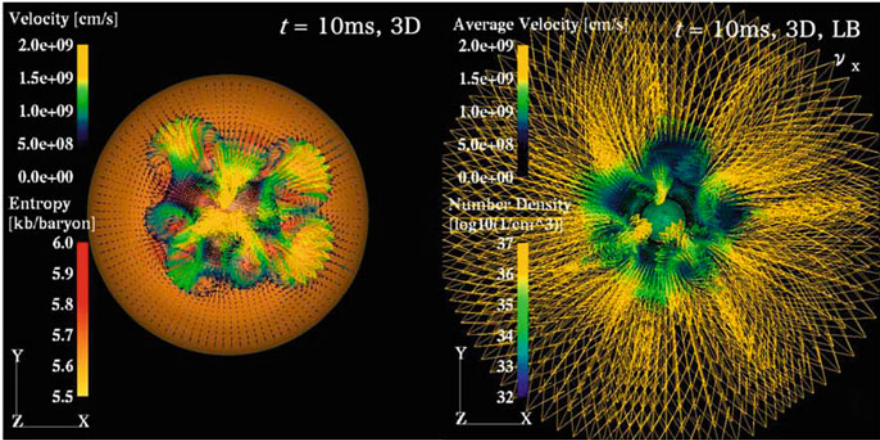 Velocity [cm/s]
t = 10ms, 3D
2.0e+09
1.5e+09
1.0e+09
5.0e+08
0.0e+00
Entropy
[kb/baryon]
6.0
5.9
5.8
5.7
5.6
5.5
Y
Z
X
Average Velocity [cm/s]
t = 10ms, 3D, LB
ν x
2.0e+09
1.5e+09
1.0e+09
5.0e+08
0.0e+00
Number Density
[log10(1/cm^3)]
37
36
35
34
33
32
Y
Z
X